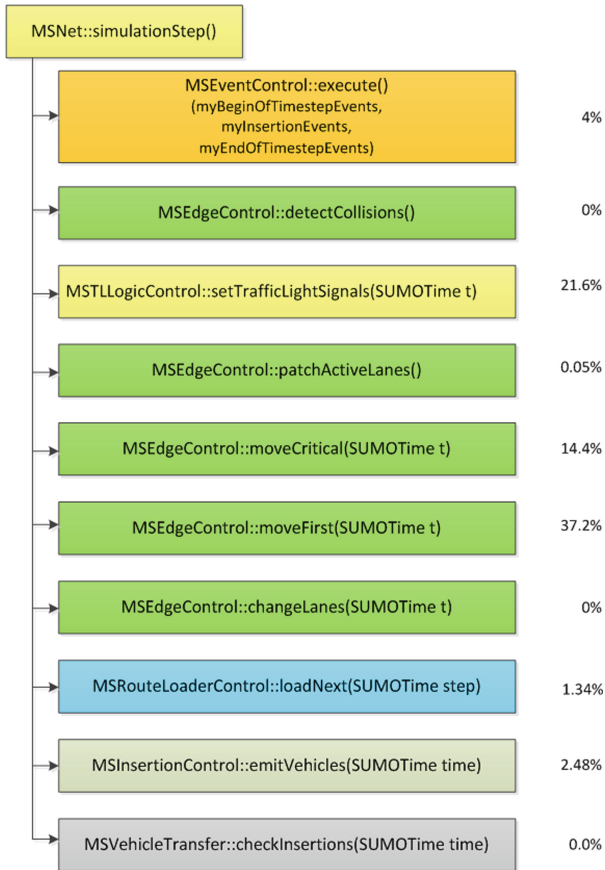 MSNet::simulationStep()
MSEventControl::execute()
(myBeginOfTimestepEvents,
myInsertionEvents,
myEndOfTimestepEvents)
4%
MSEdgeControl::detectCollisions()
0%
MSTLLogicControl::setTrafficLightSignals(SUMOTime t)
21.6%
MSEdgeControl::patchActiveLanes()
0.05%
MSEdgeControl::moveCritical(SUMOTime t)
14.4%
MSEdgeControl::moveFirst(SUMOTime t)
37.2%
MSEdgeControl::changeLanes(SUMOTime t)
0%
MSRouteLoaderControl::loadNext(SUMOTime step)
1.34%
MSInsertionControl::emitVehicles(SUMOTime time)
2.48%
MSVehicleTransfer::checkInsertions(SUMOTime time)
0.0%